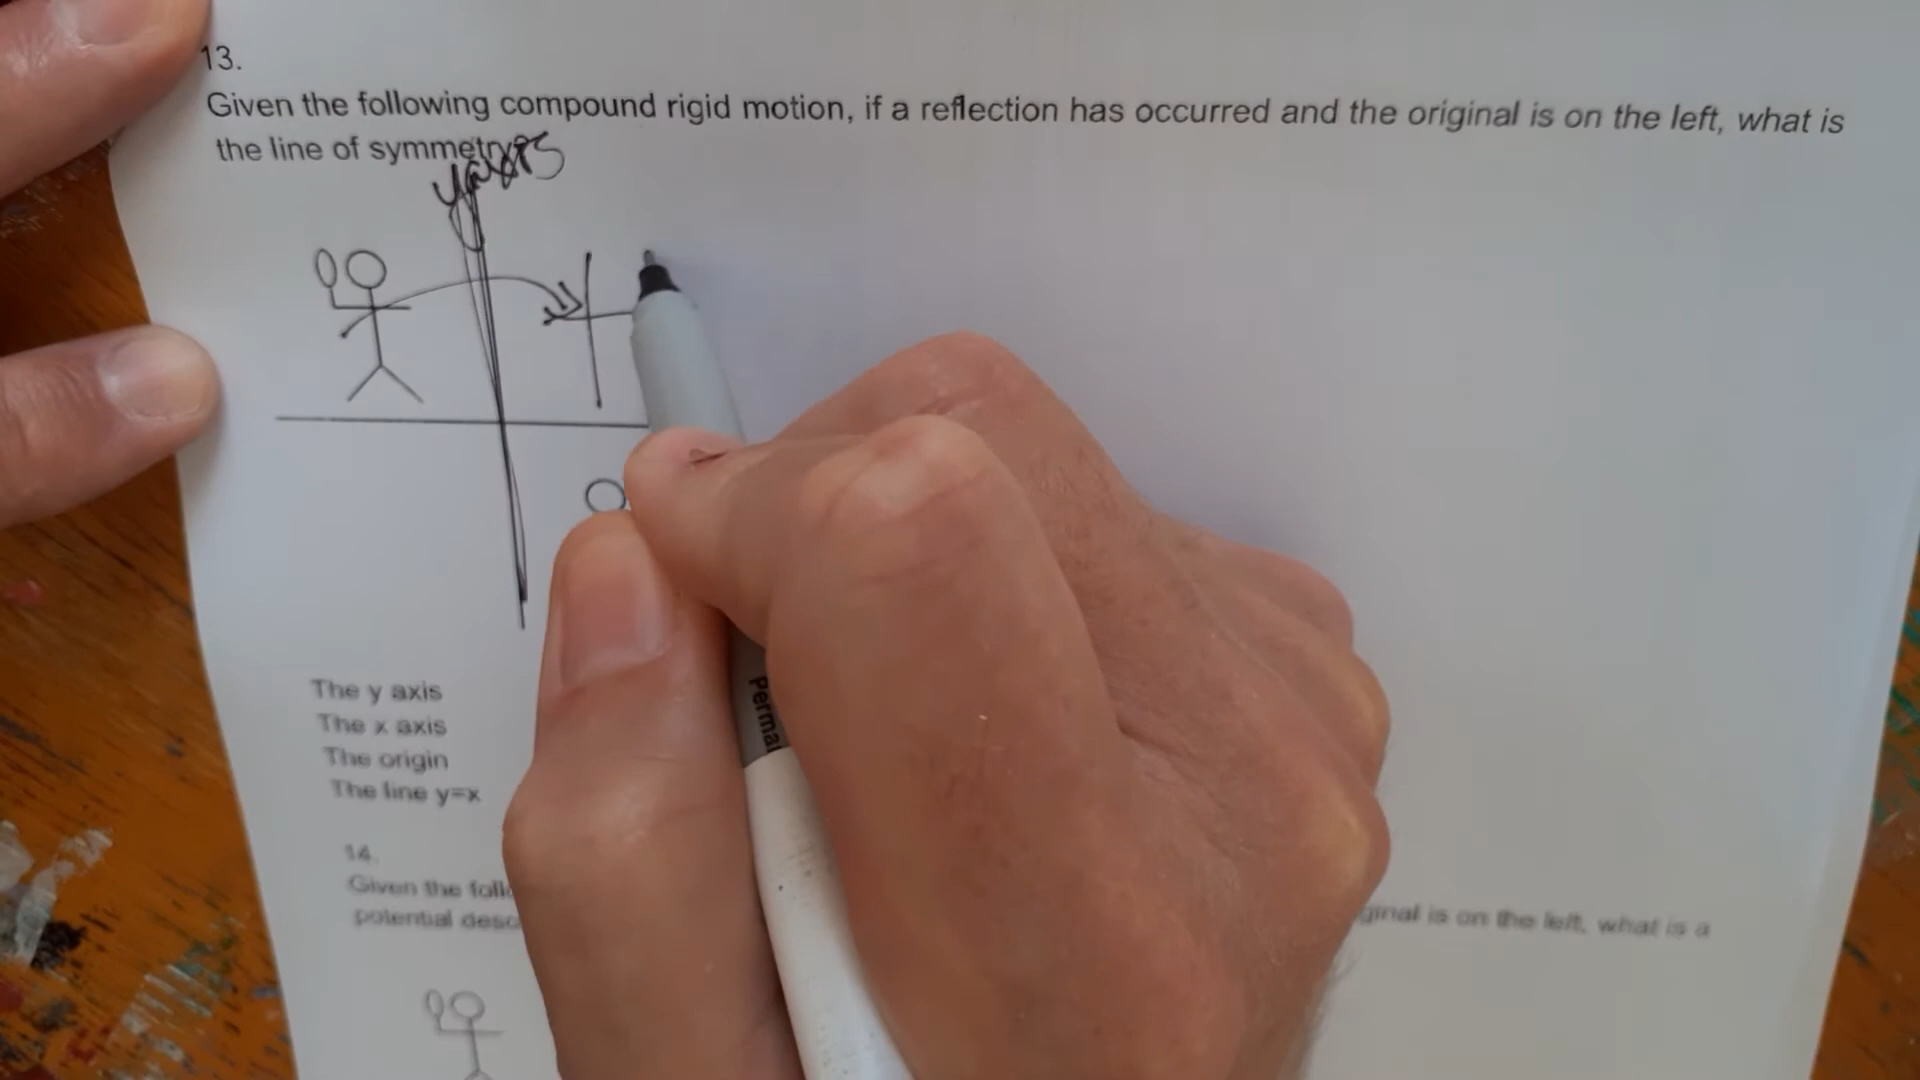 13.
Given the following compound rigid motion, if a reflection has occurred and the original is on the left, what is
the line of symmetry
y axis
The y axis
The x axis
The origin
The line y=x
14.
Given the ginal is on the left, what is a
potential
Perma